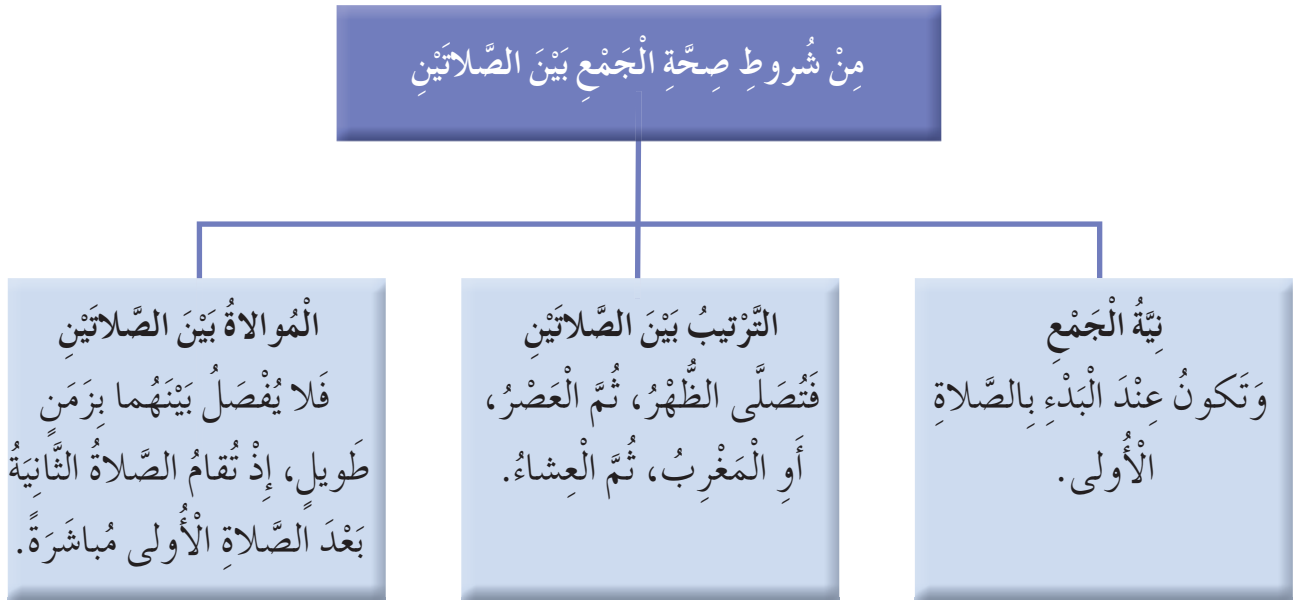 مِنْ شُروطِ صِحَّةِ الْجَمْعِ بَيْنَ الصَّلاتَيْنِ
نِيَّةُ الْجَمْعِ
وَتَكونُ عِنْدَ الْبَدْءِ بِالصَّلاةِ
الْأُولى.
التَّرْتيبُ بَيْنَ الصَّلاتَيْنِ
فَتُصَلَّى الظُّهْرُ، ثُمَّ الْعَصْرُ،
أَوِ الْمَغْرِبُ، ثُمَّ الْعِشاءُ.
الْمُوالاةُ بَيْنَ الصَّلاتَيْنِ
فَلا يُفْصَلُ بَيْنَهُما بِزَمَنٍ
طَويلٍ، إِذْ تُقامُ الصَّلاةُ الثَّانِيَةُ
بَعْدَ الصَّلاةِ الْأُولى مُباشَرَةً.